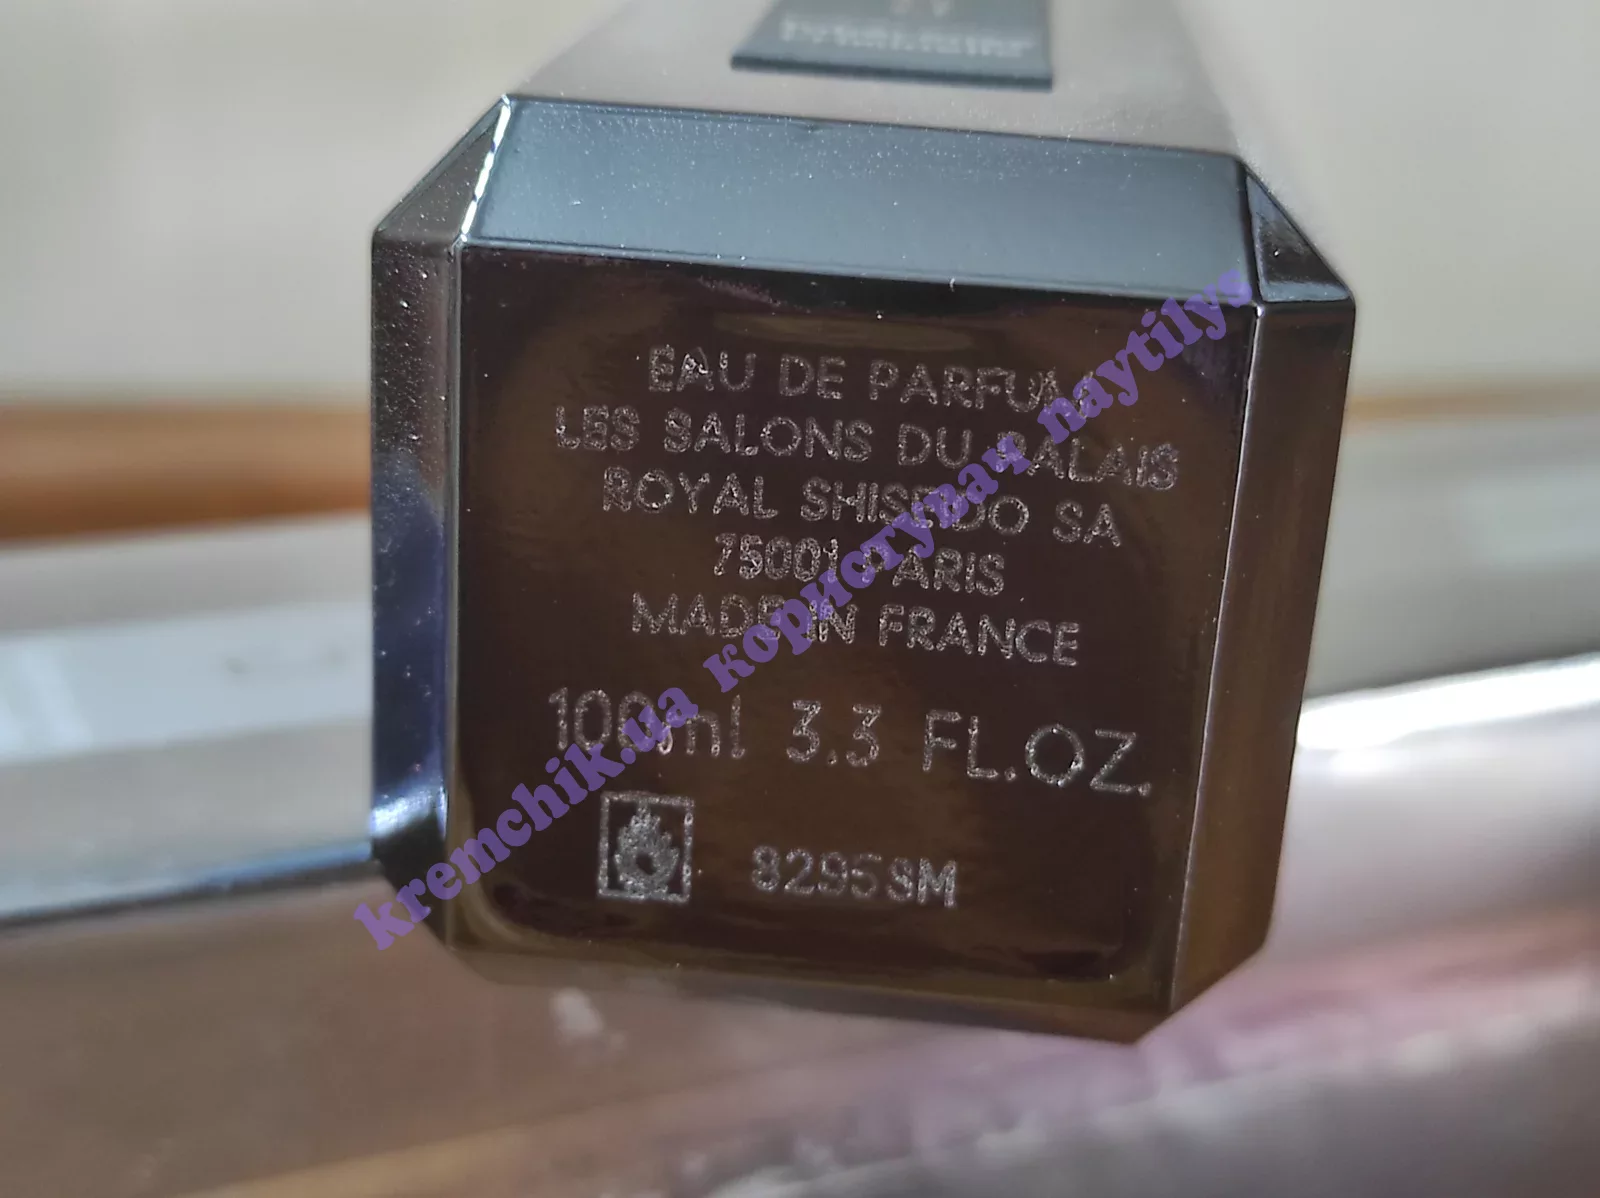 EAU DE PARFUM
LES SALONS DU PALAIS
ROYAL SHISEIDO SA
75001 PARIS
MADE IN FRANCE
100ml 3.3 FL.OZ.
8295SM
kremchik.ua користувач naytilys